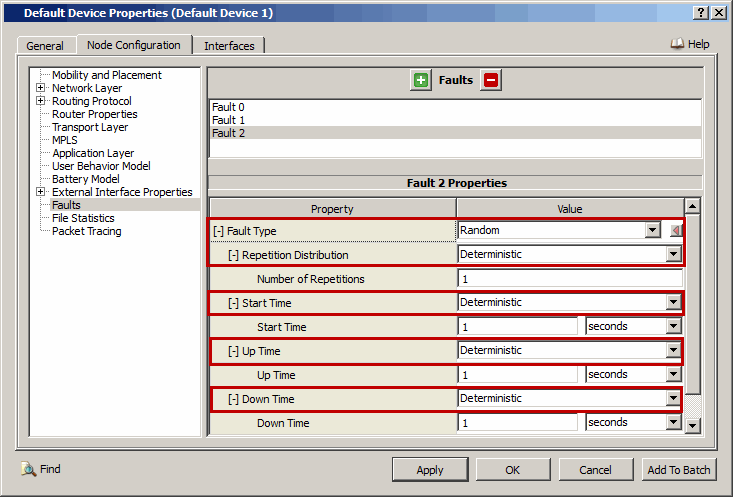 Default Device Properties (Default Device 1)
General Node Configuration Interfaces Help
Mobility and Placement
Network Layer
Routing Protocol
Router Properties
Transport Layer
MPLS
Application Layer
User Behavior Model
Battery Model
External Interface Properties
Faults
File Statistics
Packet Tracing
Faults
Fault 0
Fault 1
Fault 2
Fault 2 Properties
Property Value
[-] Fault Type Random
[-] Repetition Distribution Deterministic
Number of Repetitions 1
[-] Start Time Deterministic
Start Time 1 seconds
[-] Up Time Deterministic
Up Time 1 seconds
[-] Down Time Deterministic
Down Time 1 seconds
Find Apply OK Cancel Add To Batch